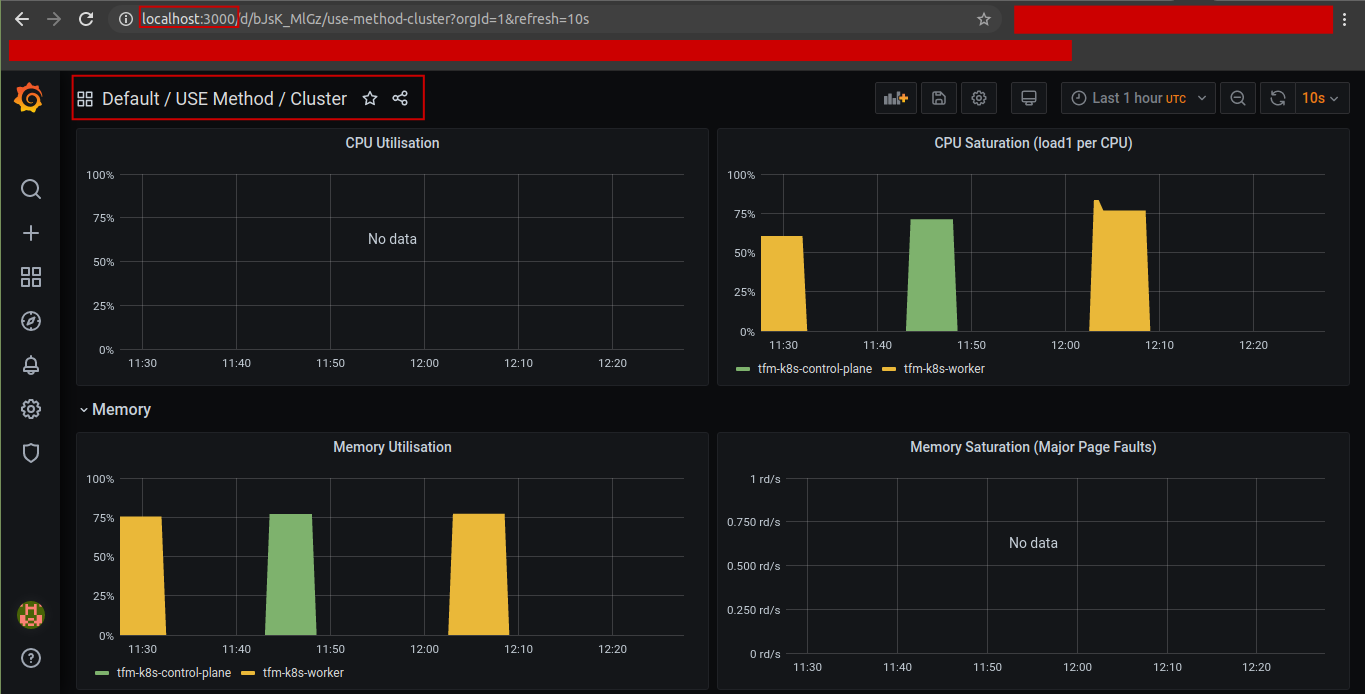 localhost:3000/d/bJsK_MlGz/use-method-cluster?orgId=1&refresh=10s
Default / USE Method / Cluster
Last 1 hour UTC
10s
CPU Utilisation
100%
75%
50%
25%
0%
No data
11:30 11:40 11:50 12:00 12:10 12:20
CPU Saturation (load1 per CPU)
100%
75%
50%
25%
0%
11:30 11:40 11:50 12:00 12:10 12:20
tfm-k8s-control-plane tfm-k8s-worker
Memory
Memory Utilisation
100%
75%
50%
25%
0%
11:30 11:40 11:50 12:00 12:10 12:20
tfm-k8s-control-plane tfm-k8s-worker
Memory Saturation (Major Page Faults)
1 rd/s
0.750 rd/s
0.500 rd/s
0.250 rd/s
0 rd/s
No data
11:30 11:40 11:50 12:00 12:10 12:20